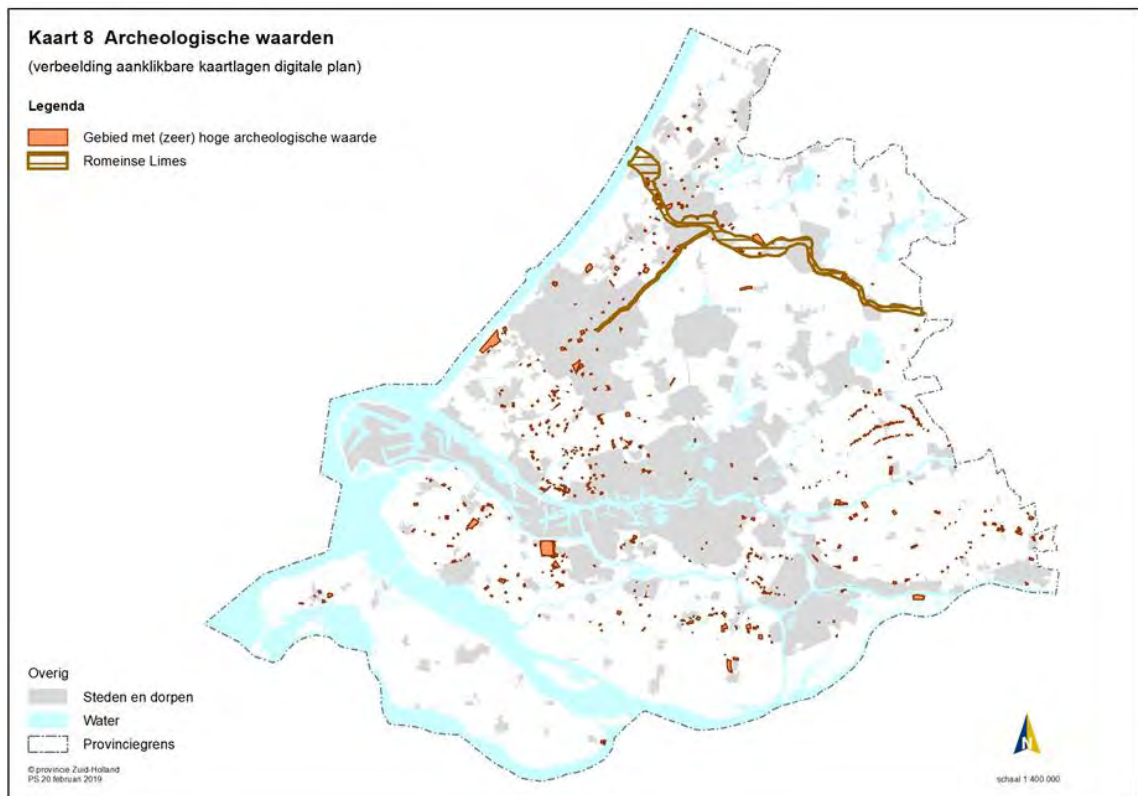 Kaart 8 Archeologische waarden
(verbeelding aanklikbare kaartlagen digitale plan)
Legenda
Gebied met (zeer) hoge archeologische waarde
Romeinse Limes
Overig
Steden en dorpen
Water
Provinciegrens
© provincie Zuid-Holland
PS 20 februari 2019
N
schaal 1:400.000